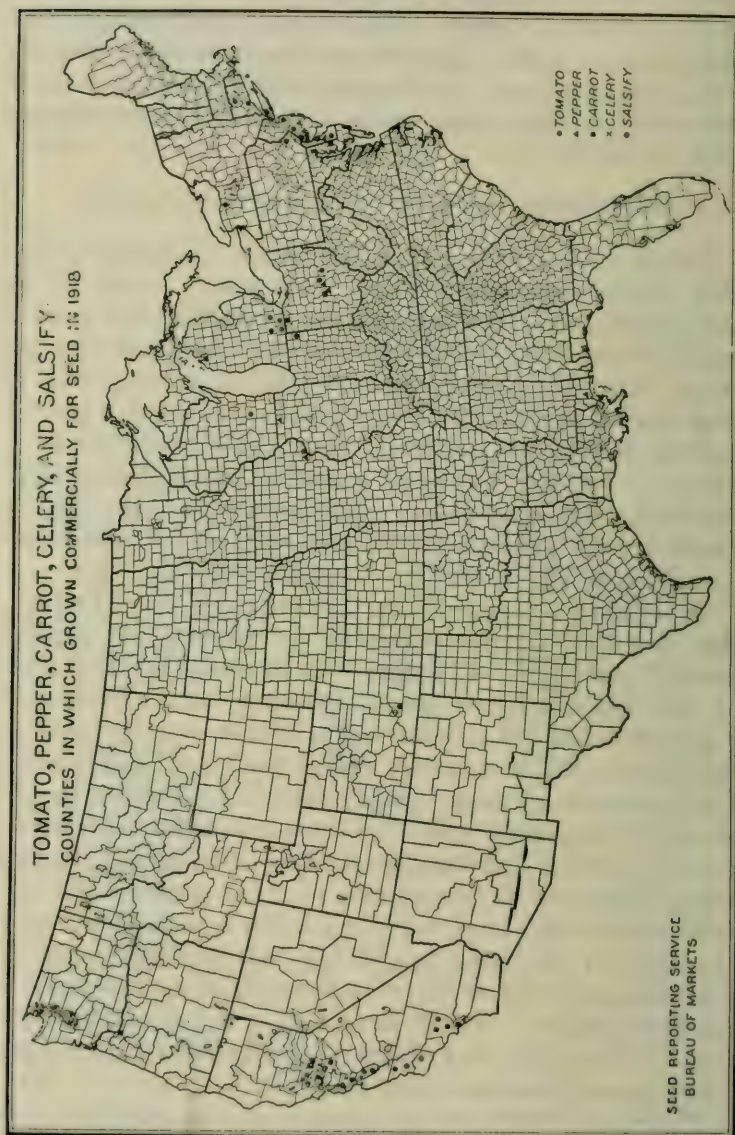 TOMATO, PEPPER, CARROT, CELERY, AND SALSIFY
COUNTIES IN WHICH GROWN COMMERCIALLY FOR SEED IN 1918
• TOMATO
▲ PEPPER
■ CARROT
× CELERY
● SALSIFY
SEED REPORTING SERVICE
BUREAU OF MARKETS